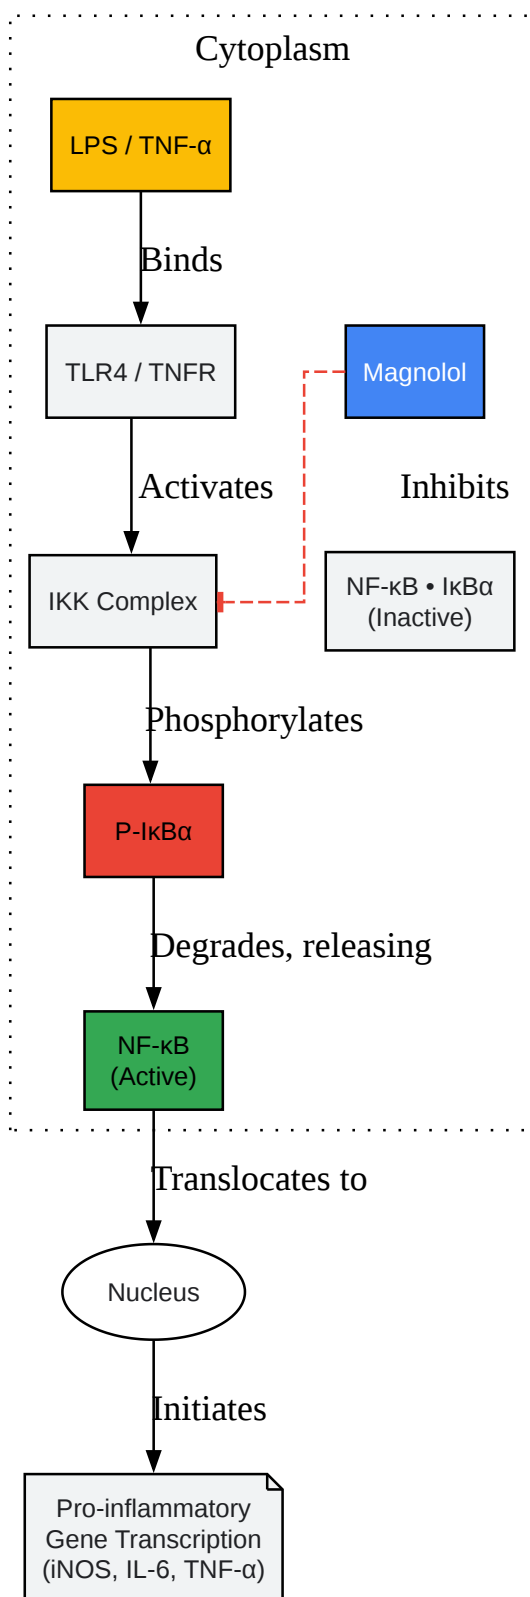 Cytoplasm
LPS / TNF-α
Binds
TLR4 / TNFR
Magnolol
Activates
Inhibits
IKK Complex
NF-κB • IκBα
(Inactive)
Phosphorylates
P-IκBα
Degrades, releasing
NF-κB
(Active)
Translocates to
Nucleus
Initiates
Pro-inflammatory
Gene Transcription
(iNOS, IL-6, TNF-α)